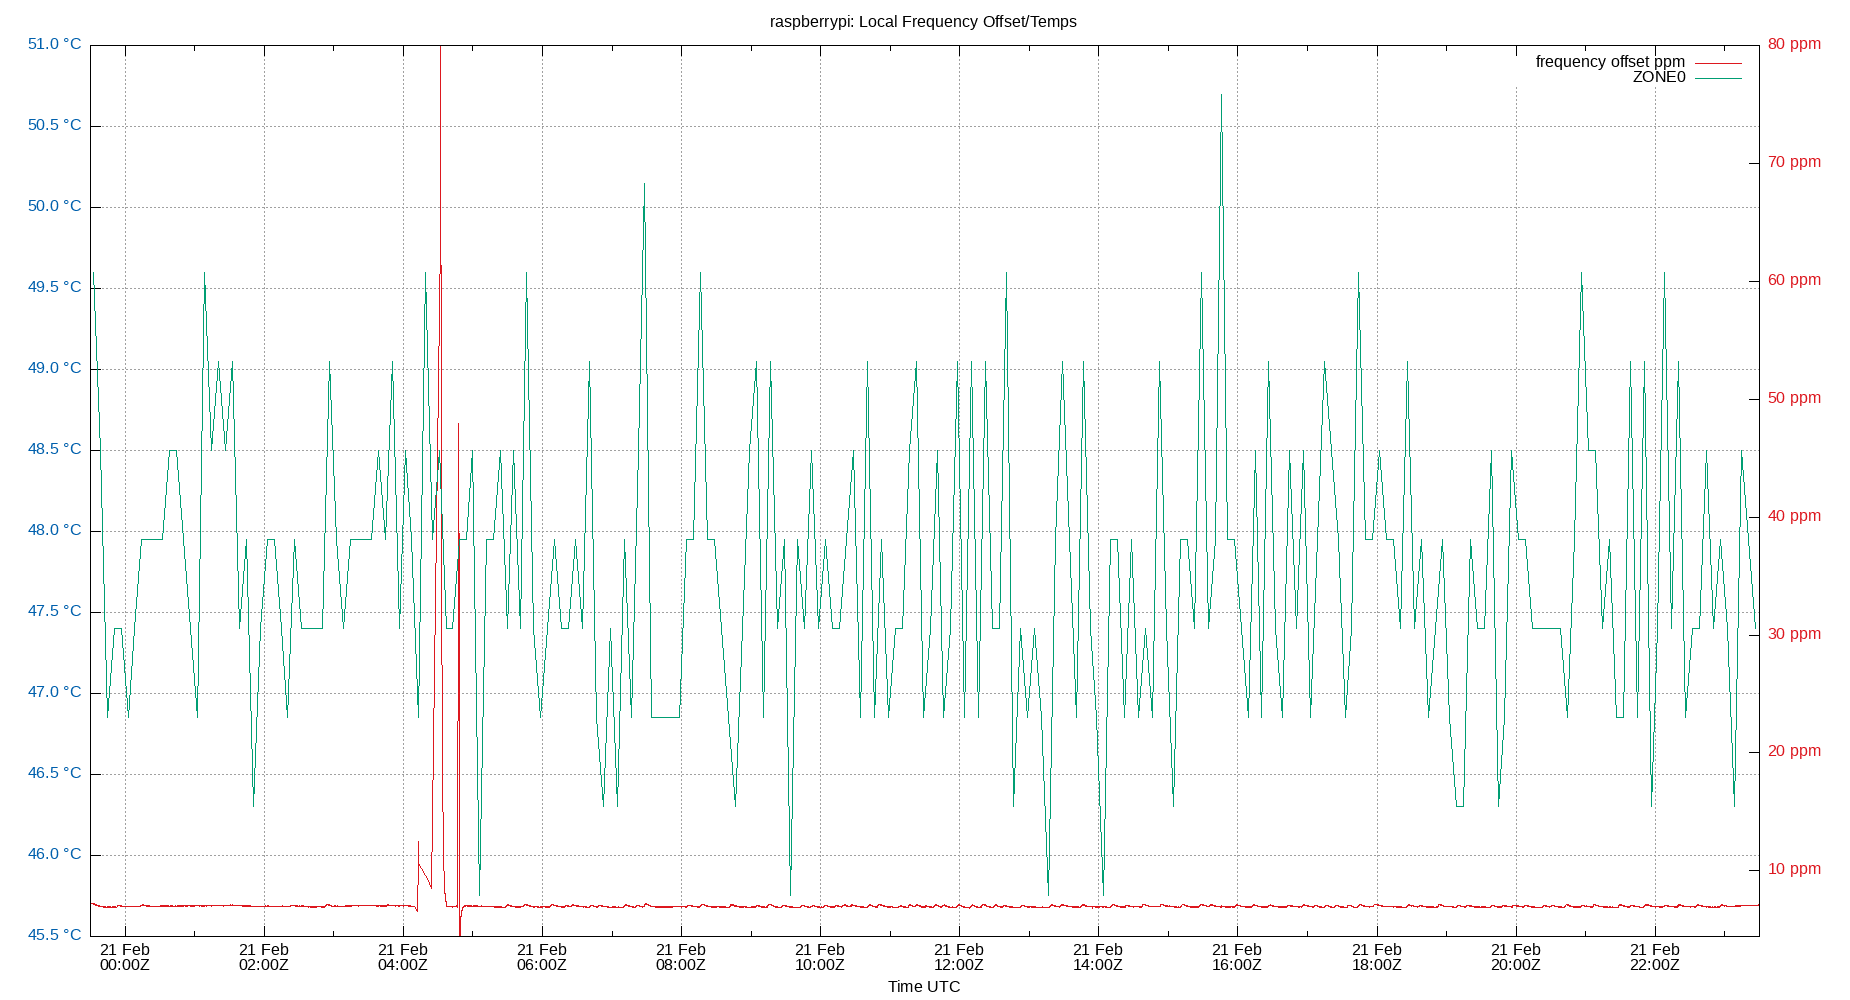 raspberrypi: Local Frequency Offset/Temps
51.0 °C
50.5 °C
50.0 °C
49.5 °C
49.0 °C
48.5 °C
48.0 °C
47.5 °C
47.0 °C
46.5 °C
46.0 °C
45.5 °C
80 ppm
70 ppm
60 ppm
50 ppm
40 ppm
30 ppm
20 ppm
10 ppm
frequency offset ppm
ZONE0
21 Feb
00:00Z
21 Feb
02:00Z
21 Feb
04:00Z
21 Feb
06:00Z
21 Feb
08:00Z
21 Feb
10:00Z
21 Feb
12:00Z
21 Feb
14:00Z
21 Feb
16:00Z
21 Feb
18:00Z
21 Feb
20:00Z
21 Feb
22:00Z
Time UTC